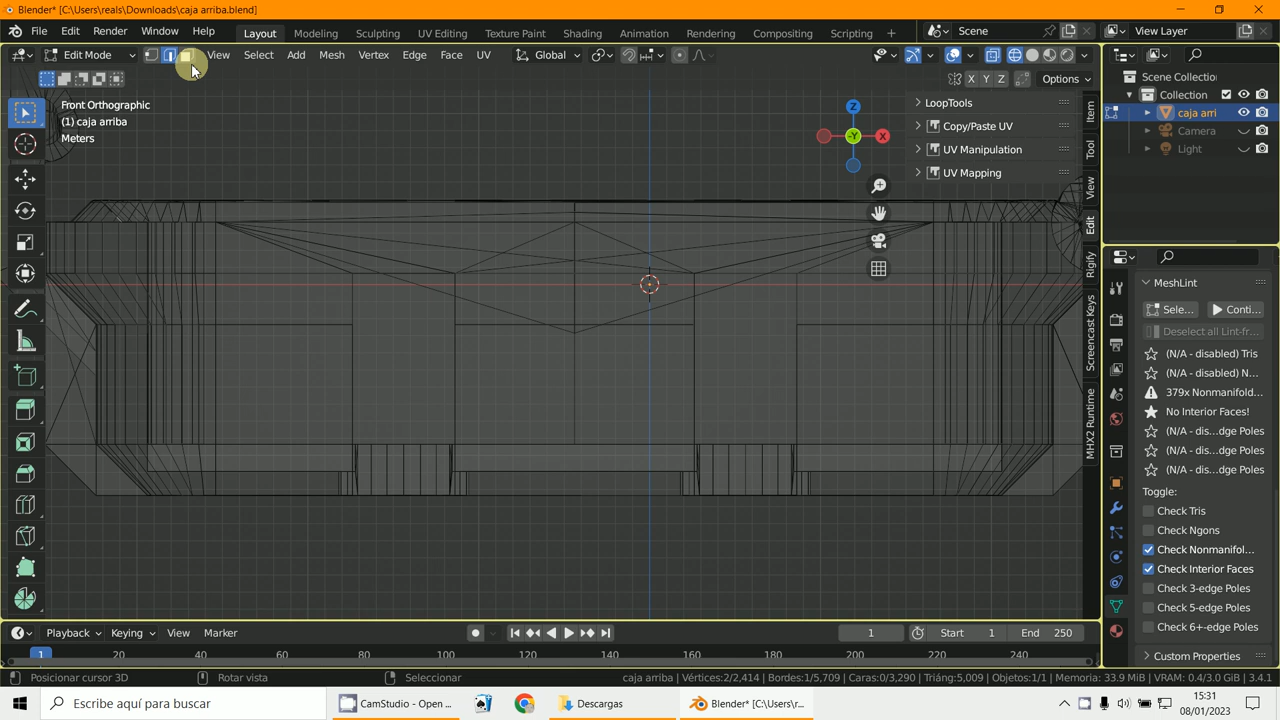 Blender* [C:\Users\reals\Downloads\caja arriba.blend]
File Edit Render Window Help
Layout Modeling Sculpting UV Editing Texture Paint Shading Animation Rendering Compositing Scripting
Scene
View Layer
Edit Mode
View Select Add Mesh Vertex Edge Face UV
Global
X Y Z
Options
Front Orthographic
(1) caja arriba
Meters
Z
X
-Y
LoopTools
Copy/Paste UV
UV Manipulation
UV Mapping
Item
Tool
View
Edit
Rigify
Screencast Keys
MHX2 Runtime
Scene Collectio
Collection
caja arri
Camera
Light
MeshLint
Sele...
Conti...
Deselect all Lint-fr...
(N/A - disabled) Tris
(N/A - disabled) N...
379x Nonmanifold...
No Interior Faces!
(N/A - dis...dge Poles
(N/A - dis...dge Poles
(N/A - dis...dge Poles
Toggle:
Check Tris
Check Ngons
Check Nonmanifol...
Check Interior Faces
Check 3-edge Poles
Check 5-edge Poles
Check 6+-edge Poles
Custom Properties
Playback Keying View Marker
1
Start 1
End 250
1 20 40 60 80 100 120 140 160 180 200 220 240
Posicionar cursor 3D
Rotar vista
Seleccionar
caja arriba | Vértices:2/2,414 | Bordes:1/5,709 | Caras:0/3,290 | Triáng:5,009 | Objetos:1/1 | Memoria: 33.9 MiB | VRAM: 0.4/3.0 GiB | 3.4.1
Escribe aquí para buscar
CamStudio - Open ...
Descargas
Blender* [C:\Users\r...
15:31
08/01/2023